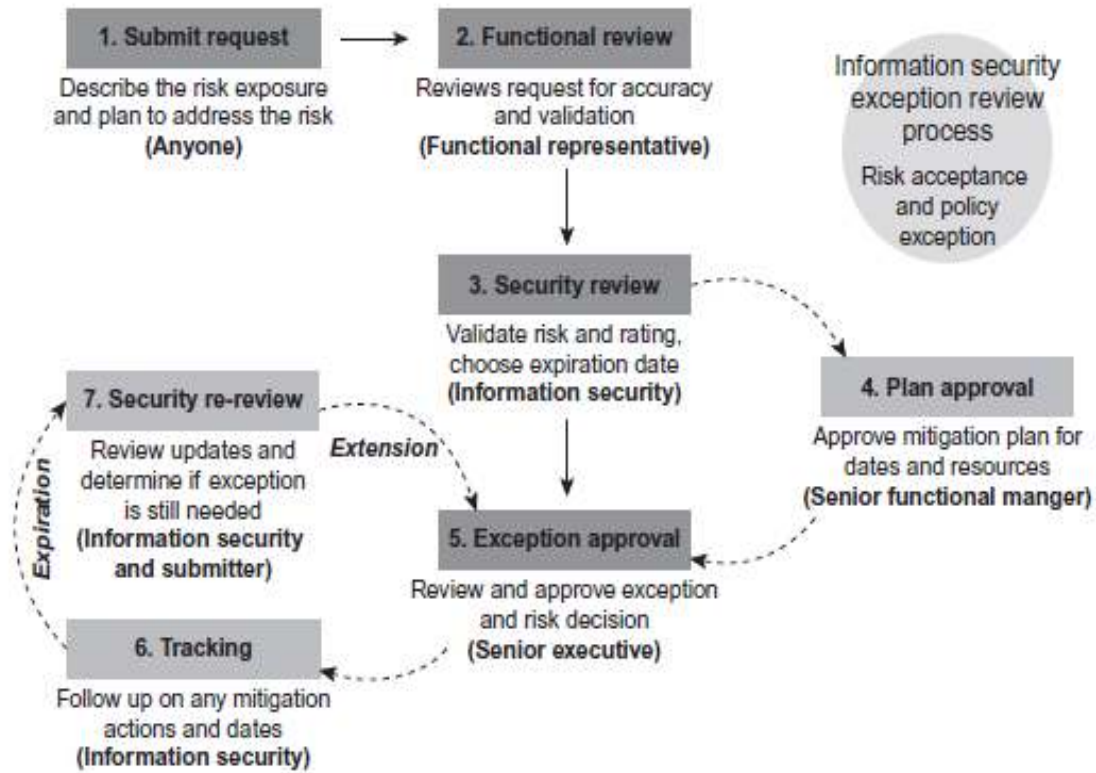 1. Submit request
Describe the risk exposure
and plan to address the risk
(Anyone)
2. Functional review
Reviews request for accuracy
and validation
(Functional representative)
Information security
exception review
process
Risk acceptance
and policy
exception
3. Security review
Validate risk and rating,
choose expiration date
(Information security)
4. Plan approval
Approve mitigation plan for
dates and resources
(Senior functional manger)
7. Security re-review
Review updates and
determine if exception
is still needed
(Information security
and submitter)
Extension
Expiration
5. Exception approval
Review and approve exception
and risk decision
(Senior executive)
6. Tracking
Follow up on any mitigation
actions and dates
(Information security)